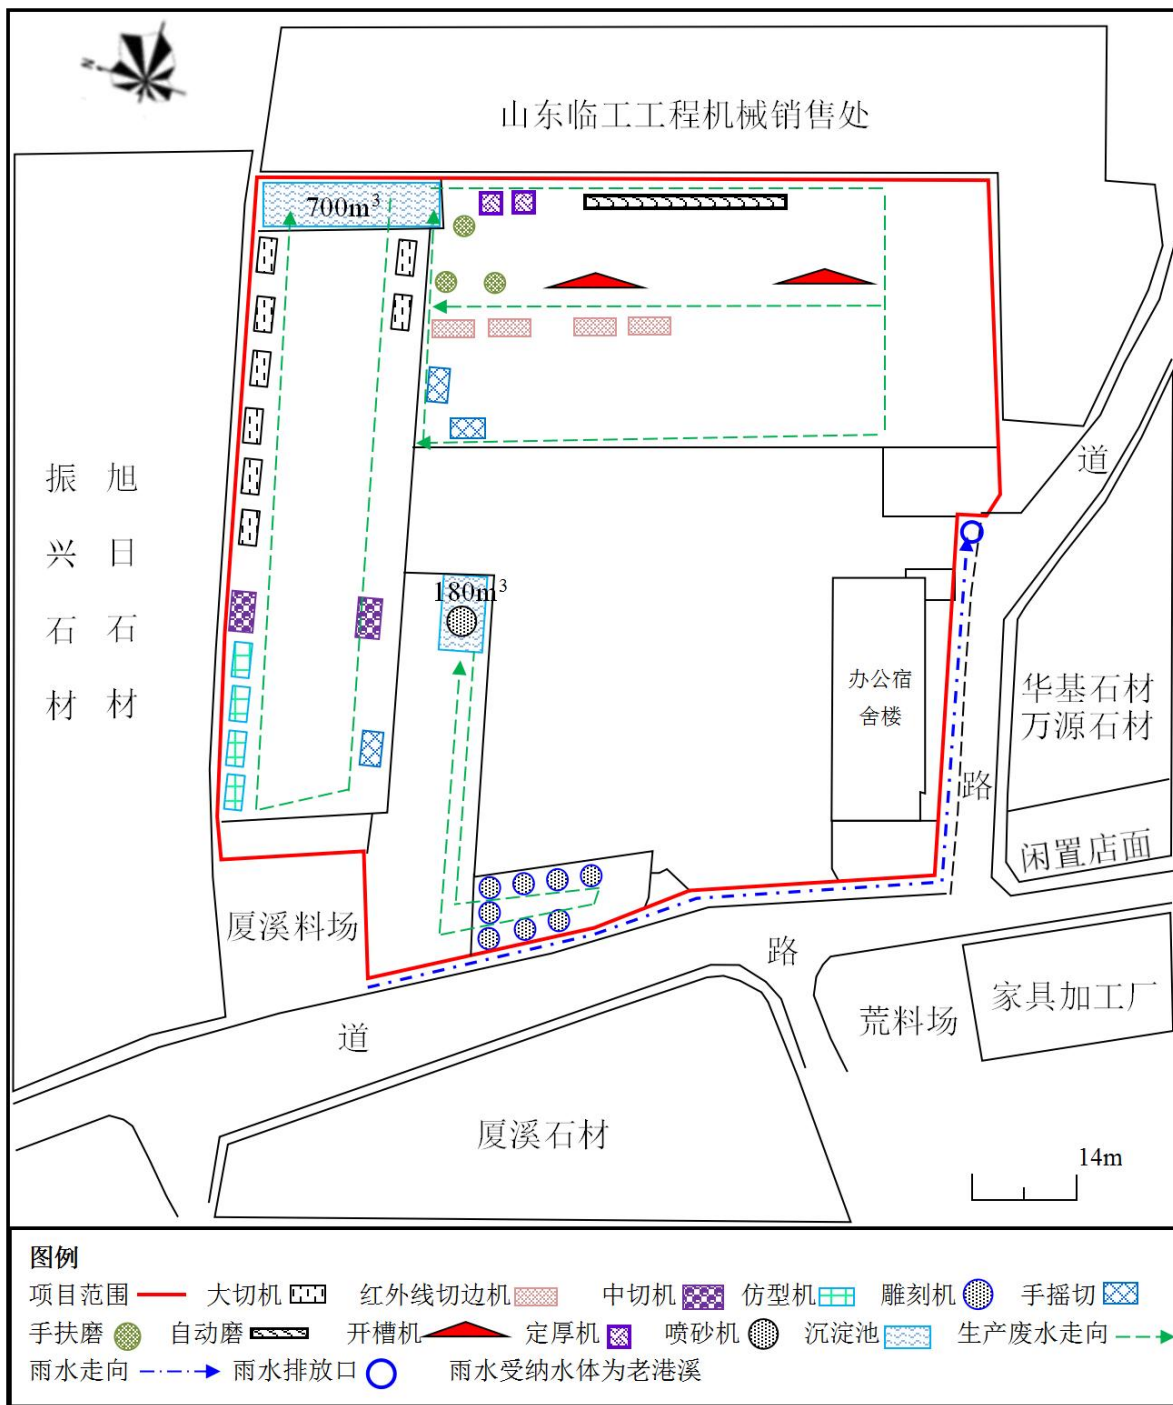 N
山东临工工程机械销售处
700m³
道
振兴石材
旭日石材
180m³
办公宿
舍楼
华基石材
万源石材
路
闲置店面
厦溪料场
路
家具加工厂
荒料场
道
厦溪石材
14m
图例
项目范围 大切机 红外线切边机 中切机 仿型机 雕刻机 手摇切
手扶磨 自动磨 开槽机 定厚机 喷砂机 沉淀池 生产废水走向
雨水走向 雨水排放口 雨水受纳水体为老港溪